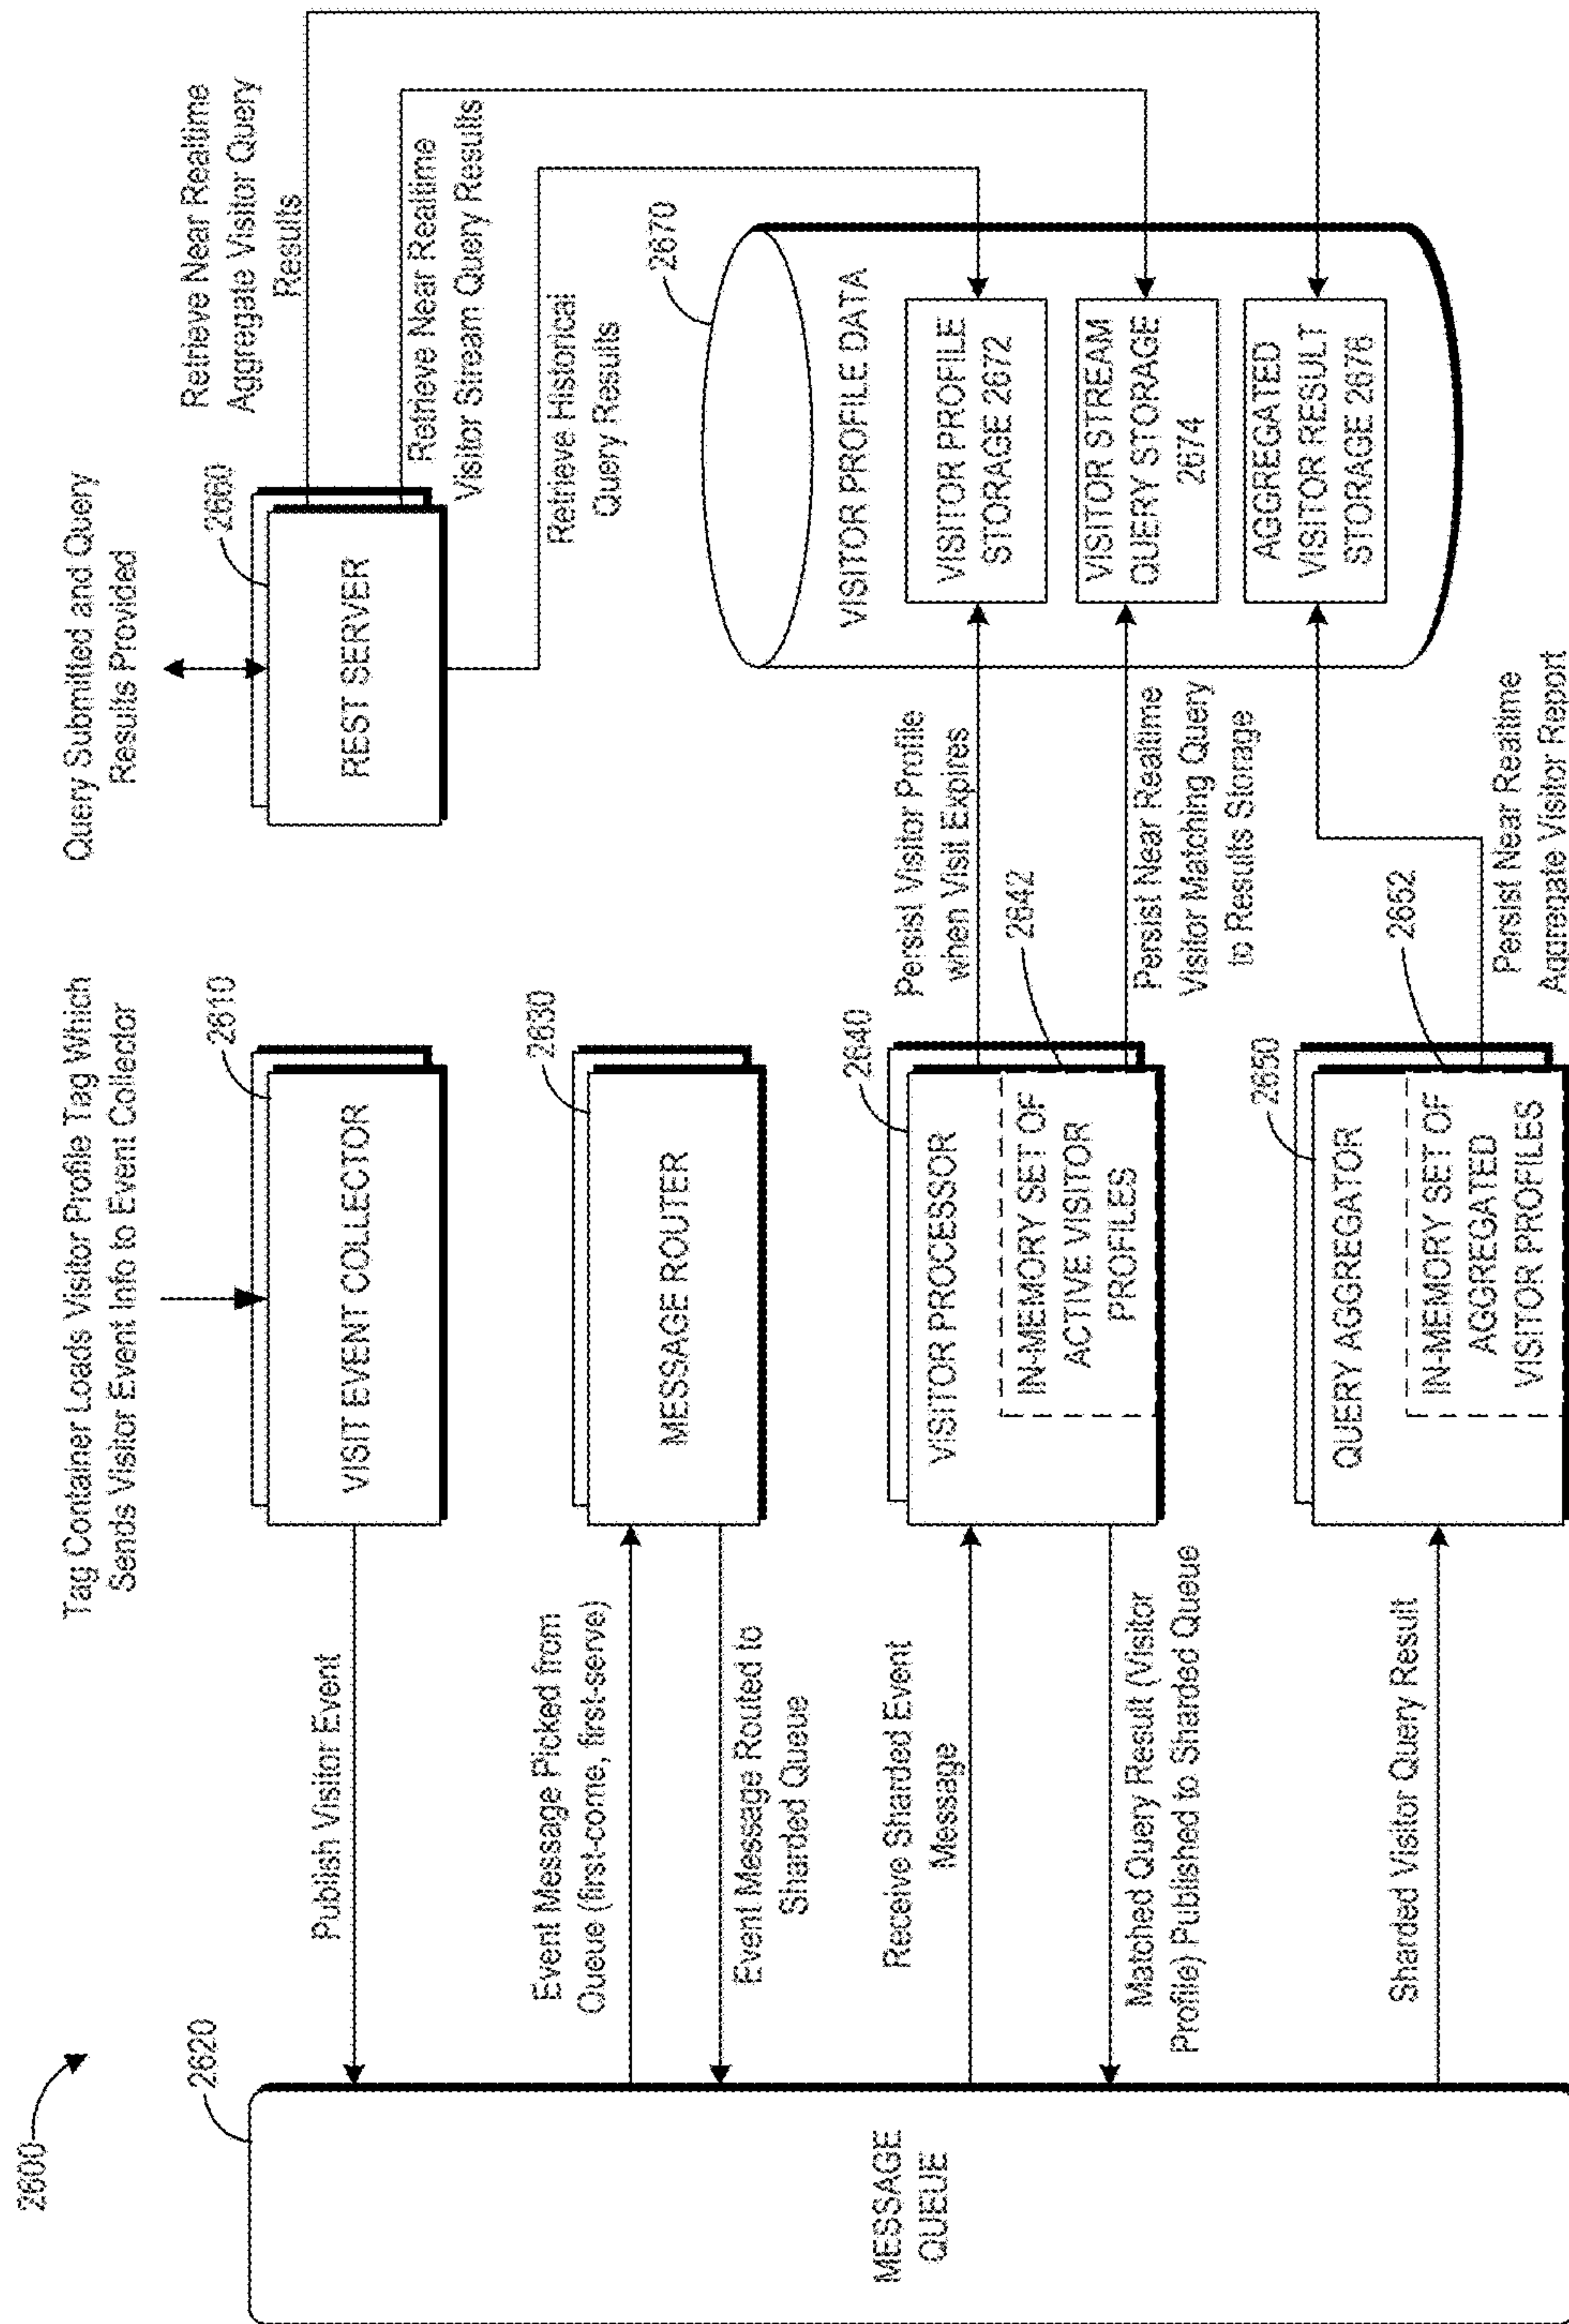 2600
2620
MESSAGE
QUEUE
Tag Container Loads Visitor Profile Tag Which
Sends Visitor Event Info to Event Collector
2610
VISIT EVENT COLLECTOR
Publish Visitor Event
2630
MESSAGE ROUTER
Event Message Picked from
Queue (first-come, first-serve)
Event Message Routed to
Sharded Queue
2640
VISITOR PROCESSOR
IN-MEMORY SET OF
ACTIVE VISITOR
PROFILES
2642
Receive Sharded Event
Message
Matched Query Result (Visitor
Profile) Published to Sharded Queue
2650
QUERY AGGREGATOR
IN-MEMORY SET OF
AGGREGATED
VISITOR PROFILES
2652
Sharded Visitor Query Result
Persist Visitor Profile
when Visit Expires
Persist Near Realtime
Visitor Matching Query
to Results Storage
Persist Near Realtime
Aggregate Visitor Report
Query Submitted and Query
Results Provided
2660
REST SERVER
Retrieve Near Realtime
Aggregate Visitor Query
Results
Retrieve Near Realtime
Visitor Stream Query Results
Retrieve Historical
Query Results
2670
VISITOR PROFILE DATA
VISITOR PROFILE
STORAGE 2672
VISITOR STREAM
QUERY STORAGE
2674
AGGREGATED
VISITOR RESULT
STORAGE 2676